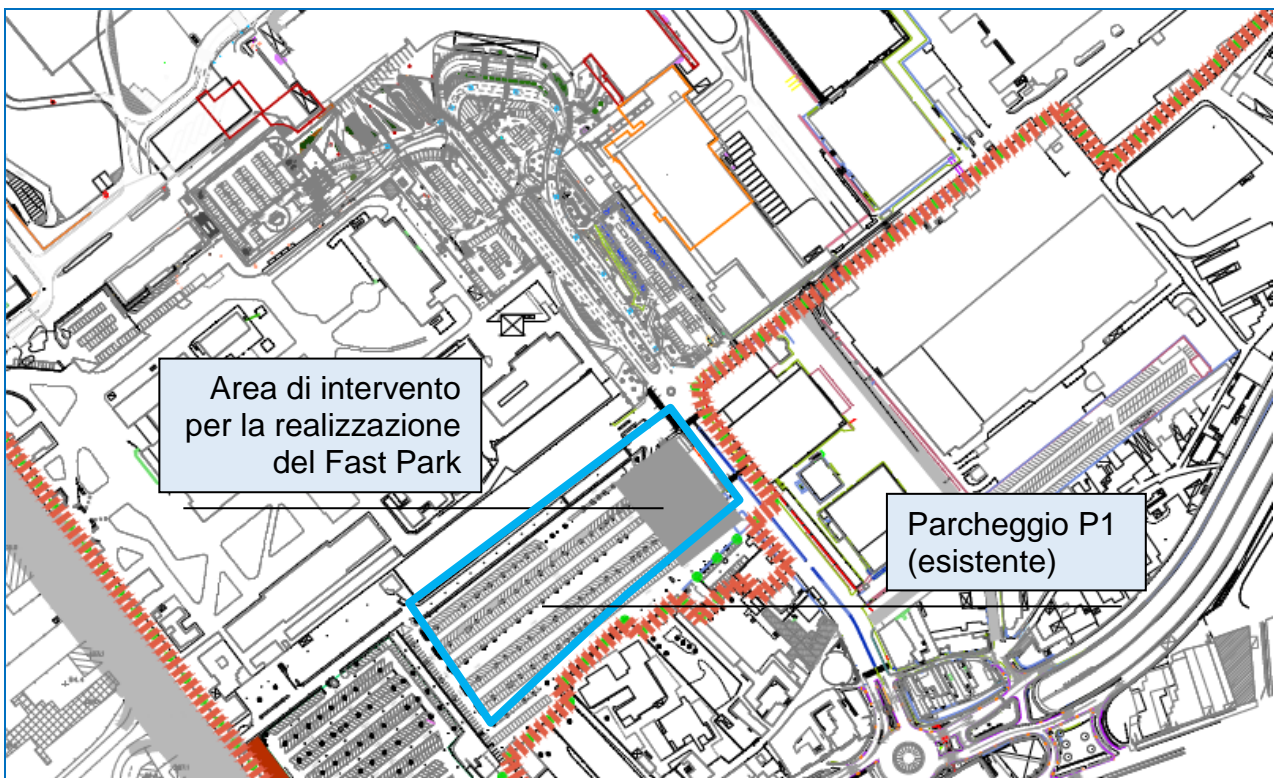 Area di intervento
per la realizzazione
del Fast Park
Parcheggio P1
(esistente)